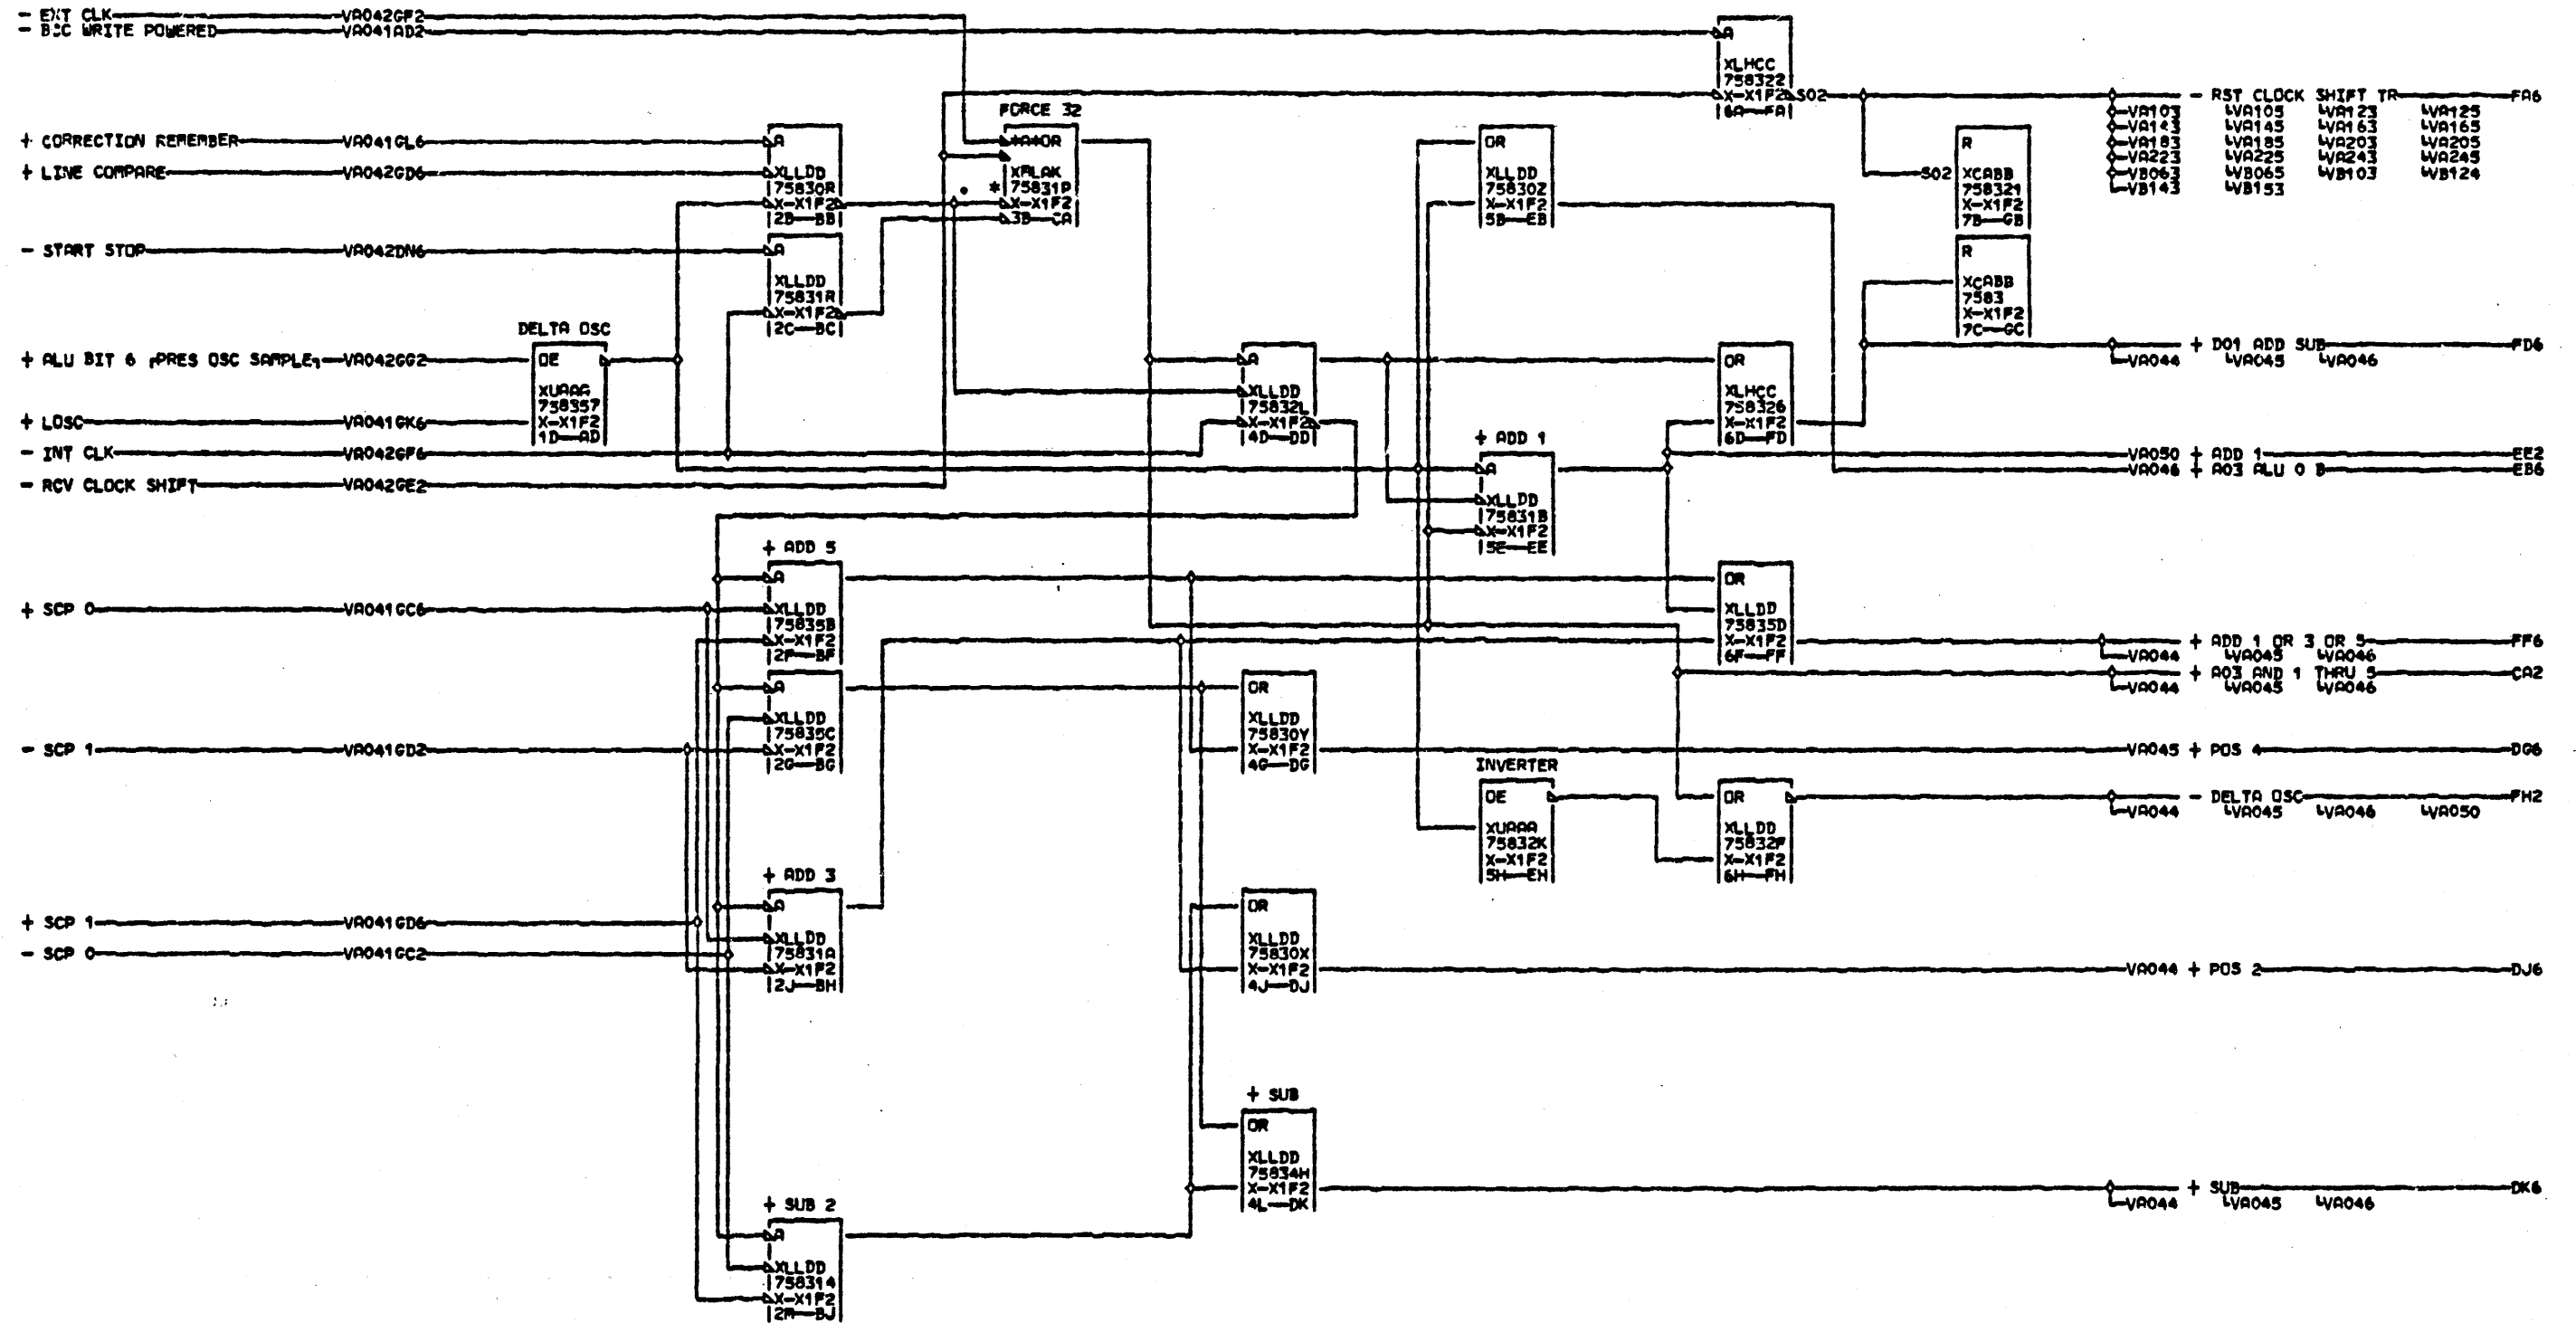 - EXT CLK VA042GF2
- BSC WRITE POWERED VA041AD2
A
XLHCC
758322
X-X1F2 S02
6A FA
- RST CLOCK SHIFT TR FA6
VA103 VA105 VA123 VA125
VA143 VA145 VA163 VA165
VA183 VA185 VA203 VA205
VA223 VA225 VA243 VA245
VB063 VB065 VB103 VB124
VB143 VB153
+ CORRECTION REMEMBER VA041GL6
+ LINE COMPARE VA042GD6
A
XLLDD
75830R
X-X1F2
2B BB
FORCE 32
*A*OR
* 75831P
X-X1F2
3B CA
OR
XLLDD
75830Z
X-X1F2
5B EB
R
S02 XCABB
758321
X-X1F2
7B GB
- START STOP VA042DN6
A
XLLDD
75831R
X-X1F2
2C BC
R
XCABB
7583
X-X1F2
7C GC
DELTA OSC
+ ALU BIT 6 PRES OSC SAMPLE VA042GG2
OE
XUAAG
758357
X-X1F2
1D AD
+ LOSC VA041GK6
- INT CLK VA042GF6
- RCV CLOCK SHIFT VA042GE2
A
XLLDD
75832L
X-X1F2
4D DD
OR
XLHCC
758326
X-X1F2
6D FD
+ D01 ADD SUB FD6
VA044 VA045 VA046
+ ADD 1
A
XLLDD
75831B
X-X1F2
5E EE
VA050 + ADD 1 EE2
VA046 + A03 ALU 0 B EB6
+ ADD 5
A
XLLDD
75835B
X-X1F2
2F BF
+ SCP 0 VA041GC6
OR
XLLDD
75835D
X-X1F2
6F FF
+ ADD 1 OR 3 OR 5 FF6
VA044 VA045 VA046
+ A03 AND 1 THRU 5 CA2
VA044 VA045 VA046
A
XLLDD
75835C
X-X1F2
2G BG
- SCP 1 VA041GD2
OR
XLLDD
75830Y
X-X1F2
4G DG
VA045 + POS 4 DG6
INVERTER
OE
XUAAA
75832K
X-X1F2
5H EH
OR
XLLDD
75832F
X-X1F2
6H FH
- DELTA OSC FH2
VA044 VA045 VA046 VA050
+ ADD 3
A
XLLDD
75831A
X-X1F2
2J BH
+ SCP 1 VA041GD6
- SCP 0 VA041GC2
OR
XLLDD
75830X
X-X1F2
4J DJ
VA044 + POS 2 DJ6
+ SUB
OR
XLLDD
75834H
X-X1F2
4L DK
+ SUB DK6
VA044 VA045 VA046
+ SUB 2
A
XLLDD
758314
X-X1F2
2M BJ